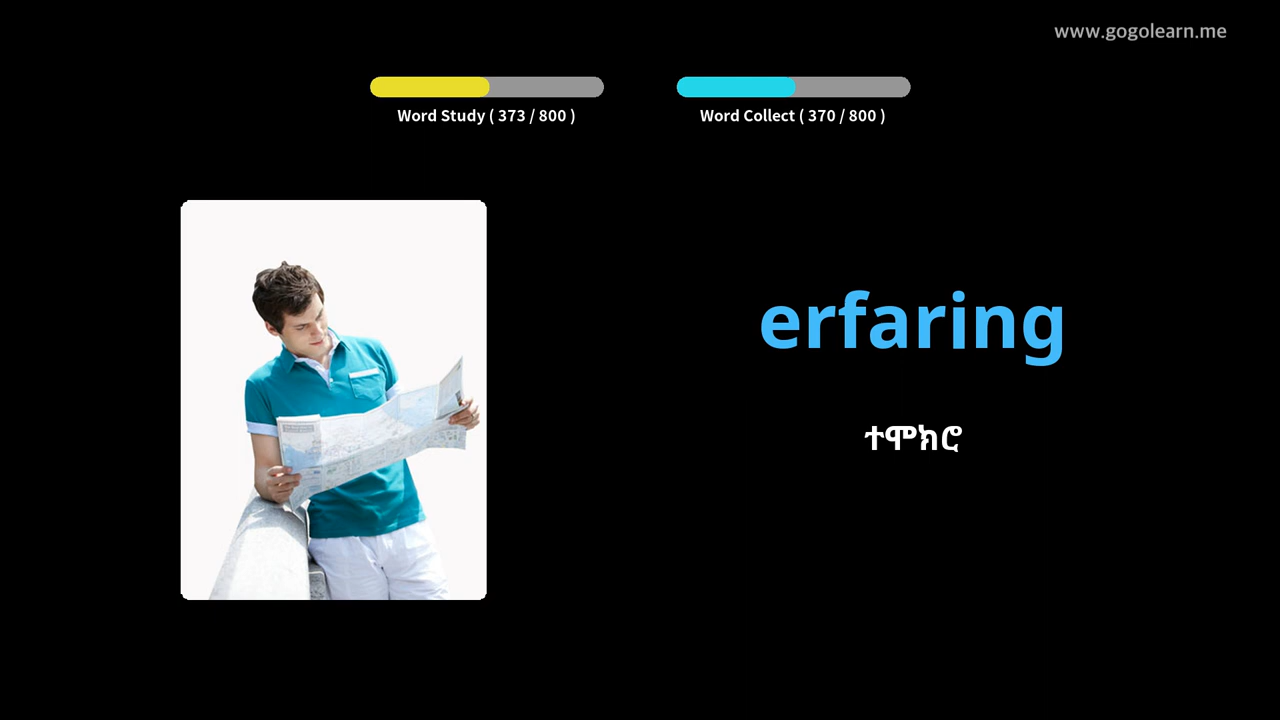 www.gogolearn.me
Word Study ( 373 / 800 )
Word Collect ( 370 / 800 )
erfaring
ተሞክሮ